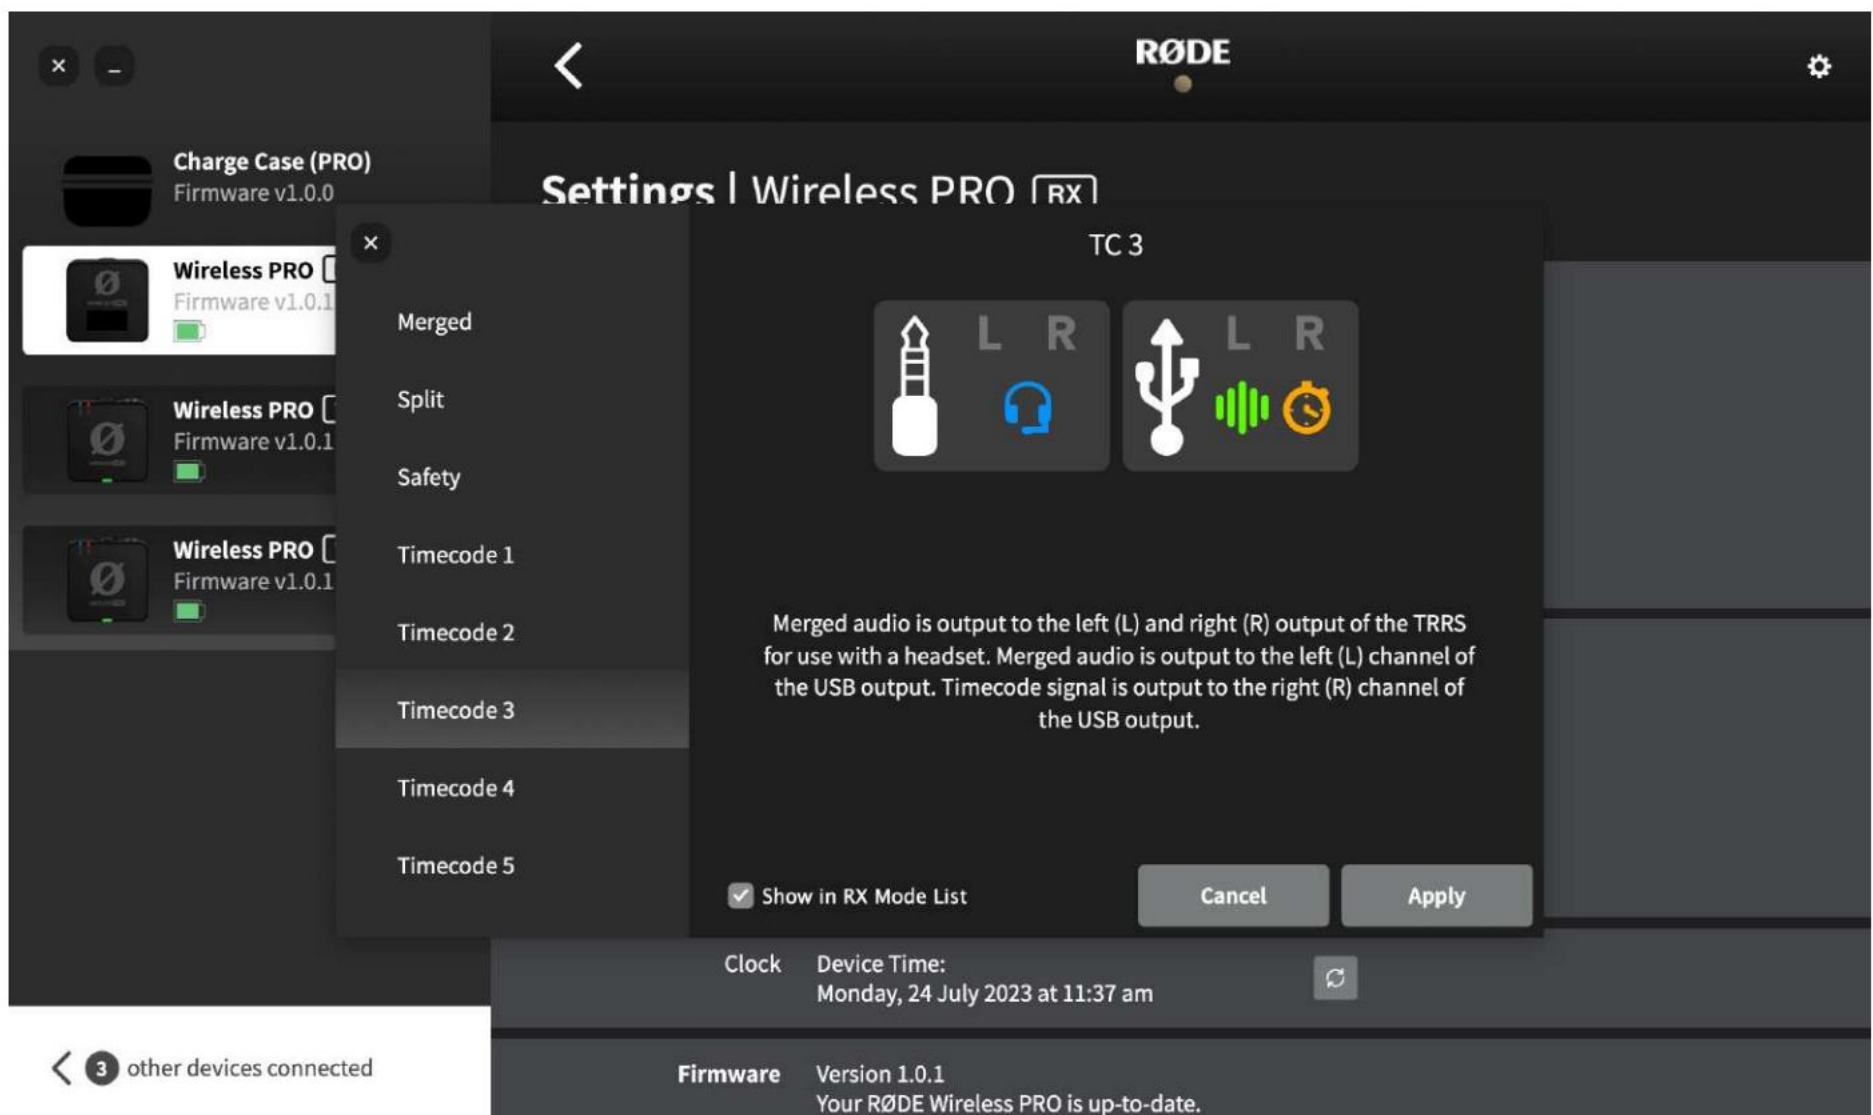 RØDE
Charge Case (PRO)
Firmware v1.0.0
Wireless PRO
Firmware v1.0.1
Wireless PRO
Firmware v1.0.1
Wireless PRO
Firmware v1.0.1
3 other devices connected
Settings | Wireless PRO RX
Merged
Split
Safety
Timecode 1
Timecode 2
Timecode 3
Timecode 4
Timecode 5
TC 3
L R
L R
Merged audio is output to the left (L) and right (R) output of the TRRS
for use with a headset. Merged audio is output to the left (L) channel of
the USB output. Timecode signal is output to the right (R) channel of
the USB output.
Show in RX Mode List
Cancel
Apply
Clock
Device Time:
Monday, 24 July 2023 at 11:37 am
Firmware
Version 1.0.1
Your RØDE Wireless PRO is up-to-date.